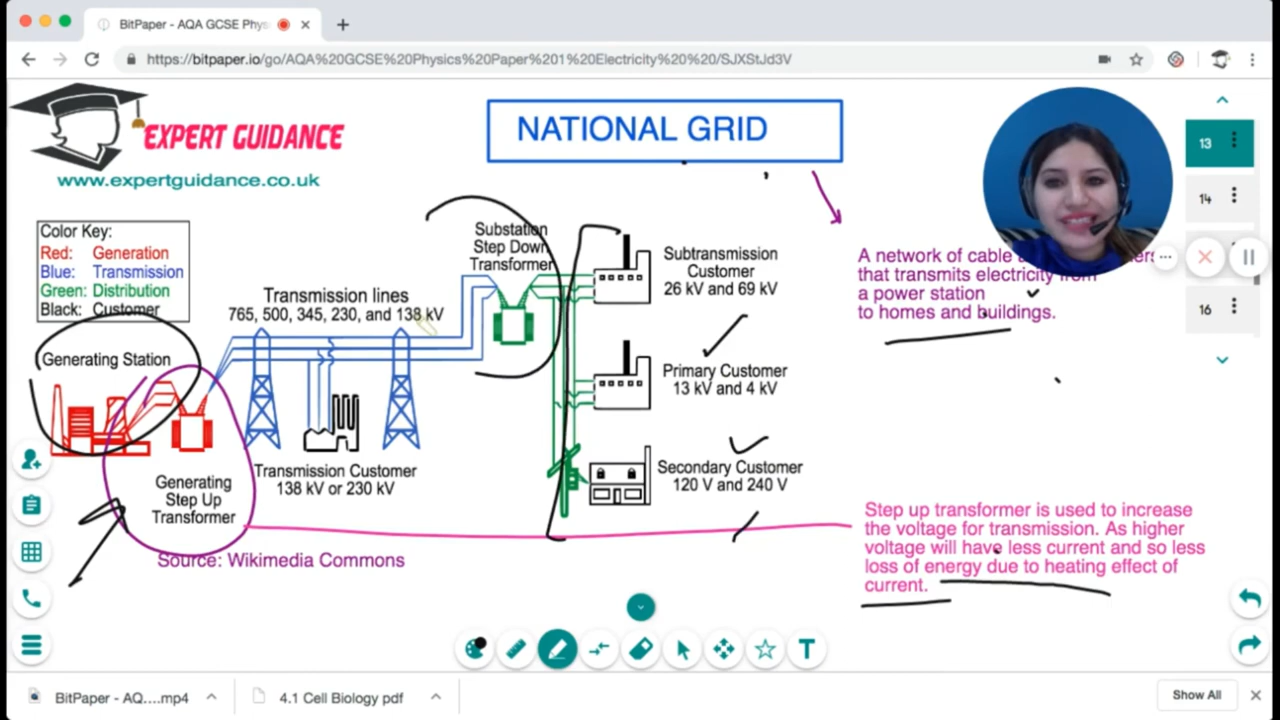 BitPaper - AQA GCSE Phys
https://bitpaper.io/go/AQA%20GCSE%20Physics%20Paper%201%20Electricity%20%20/SJXStJd3V
EXPERT GUIDANCE
www.expertguidance.co.uk
NATIONAL GRID
13
14
16
Color Key:
Red: Generation
Blue: Transmission
Green: Distribution
Black: Customer
Generating Station
Generating
Step Up
Transformer
Transmission lines
765, 500, 345, 230, and 138 kV
Transmission Customer
138 kV or 230 kV
Substation
Step Down
Transformer
Subtransmission
Customer
26 kV and 69 kV
Primary Customer
13 kV and 4 kV
Secondary Customer
120 V and 240 V
Source: Wikimedia Commons
A network of cable
that transmits electricity from
a power station
to homes and buildings.
Step up transformer is used to increase
the voltage for transmission. As higher
voltage will have less current and so less
loss of energy due to heating effect of
current.
T
BitPaper - AQ....mp4
4.1 Cell Biology pdf
Show All